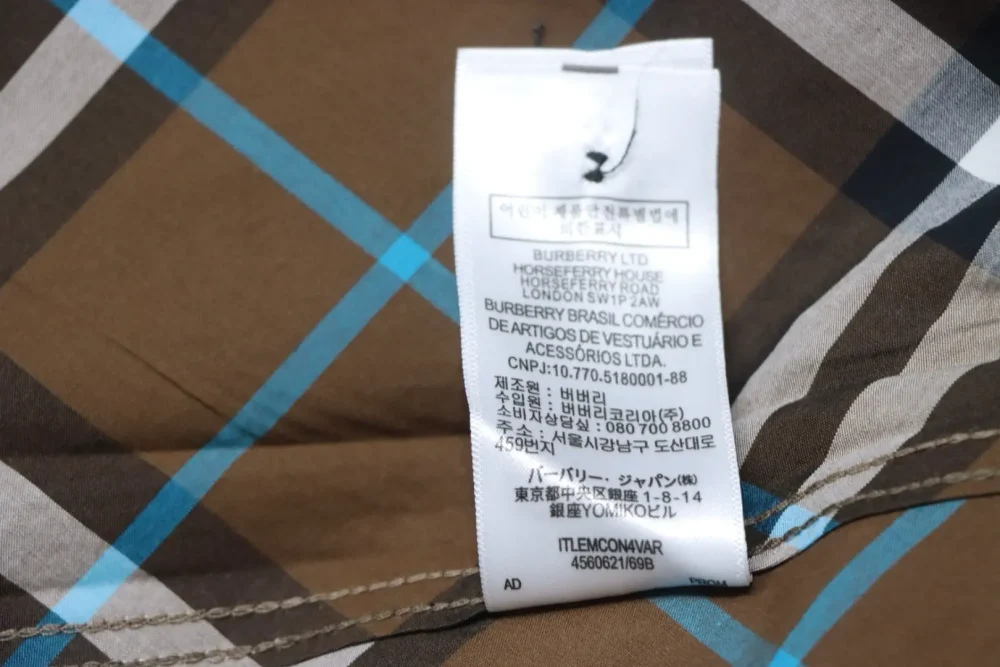 어린이 제품안전특별법에
의한표시
BURBERRY LTD
HORSEFERRY HOUSE
HORSEFERRY ROAD
LONDON SW1P 2AW
BURBERRY BRASIL COMÉRCIO
DE ARTIGOS DE VESTUÁRIO E
ACESSÓRIOS LTDA.
CNPJ:10.770.5180001-88
제조원 : 버버리
수입원 : 버버리코리아(주)
소비자상담실 : 080 700 8800
주 소 : 서울시강남구 도산대로
459번지
バーバリー・ジャパン(株)
東京都中央区銀座 1-8-14
銀座YOMIKOビル
ITLEMCON4VAR
4560621/69B
AD PROM